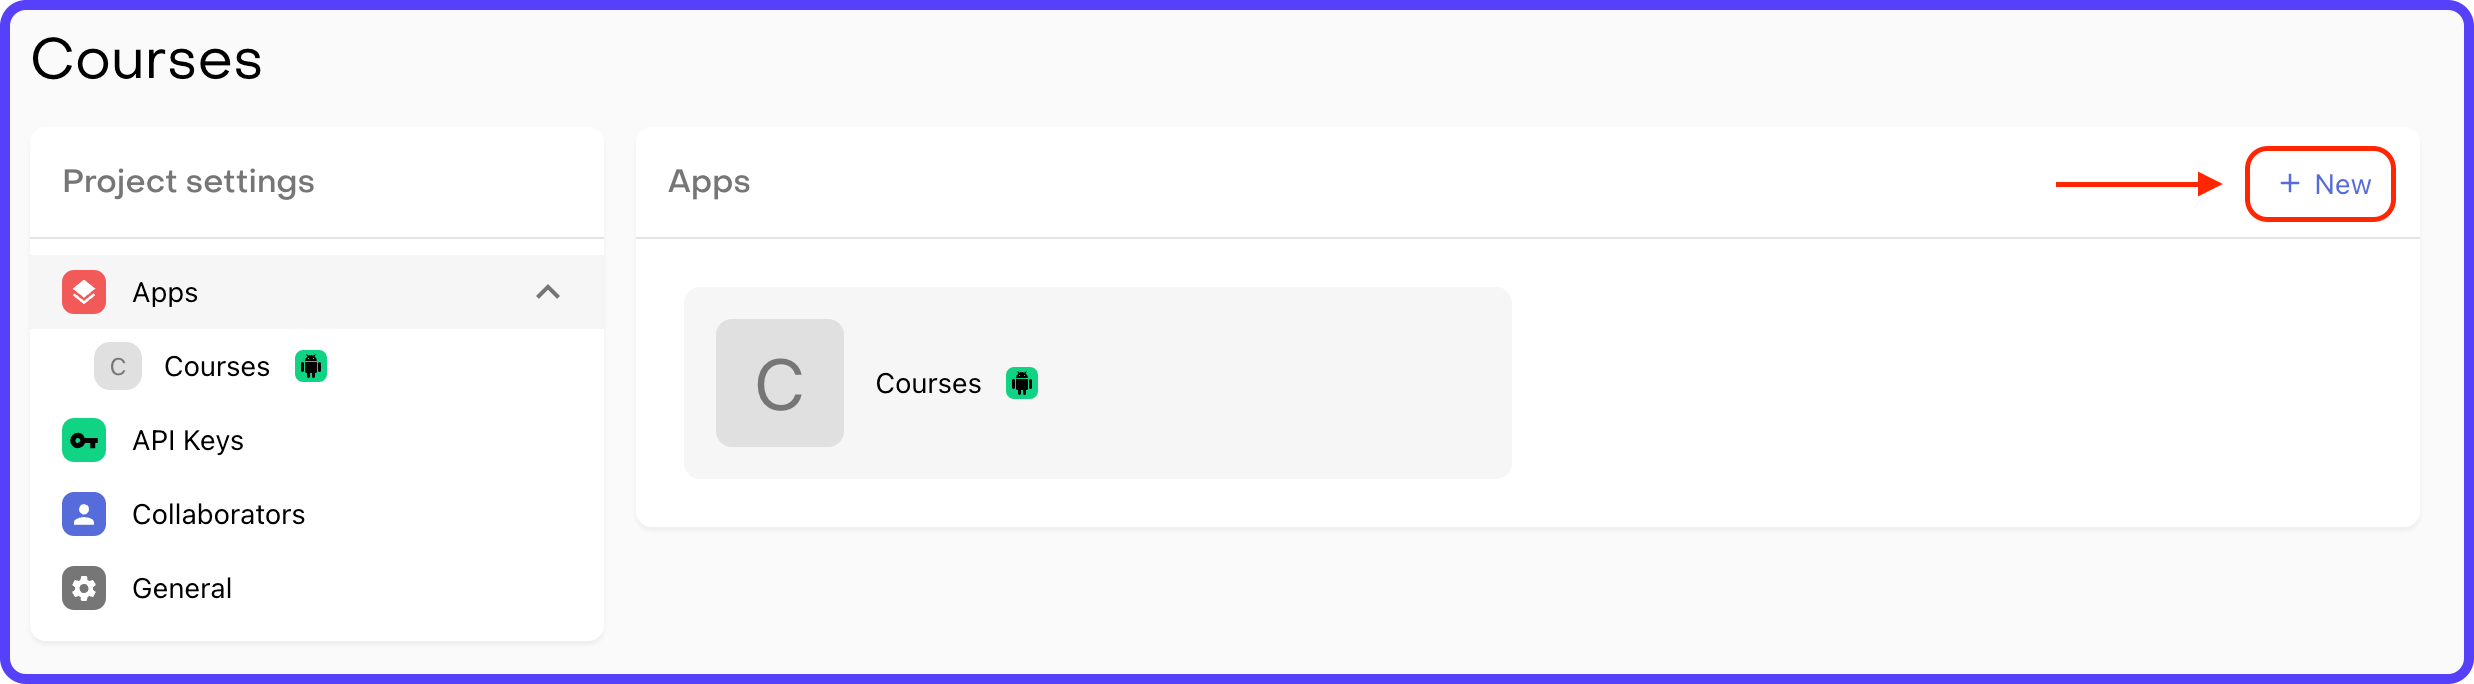 Courses
Project settings
Apps
C Courses
API Keys
Collaborators
General
Apps
+ New
C Courses